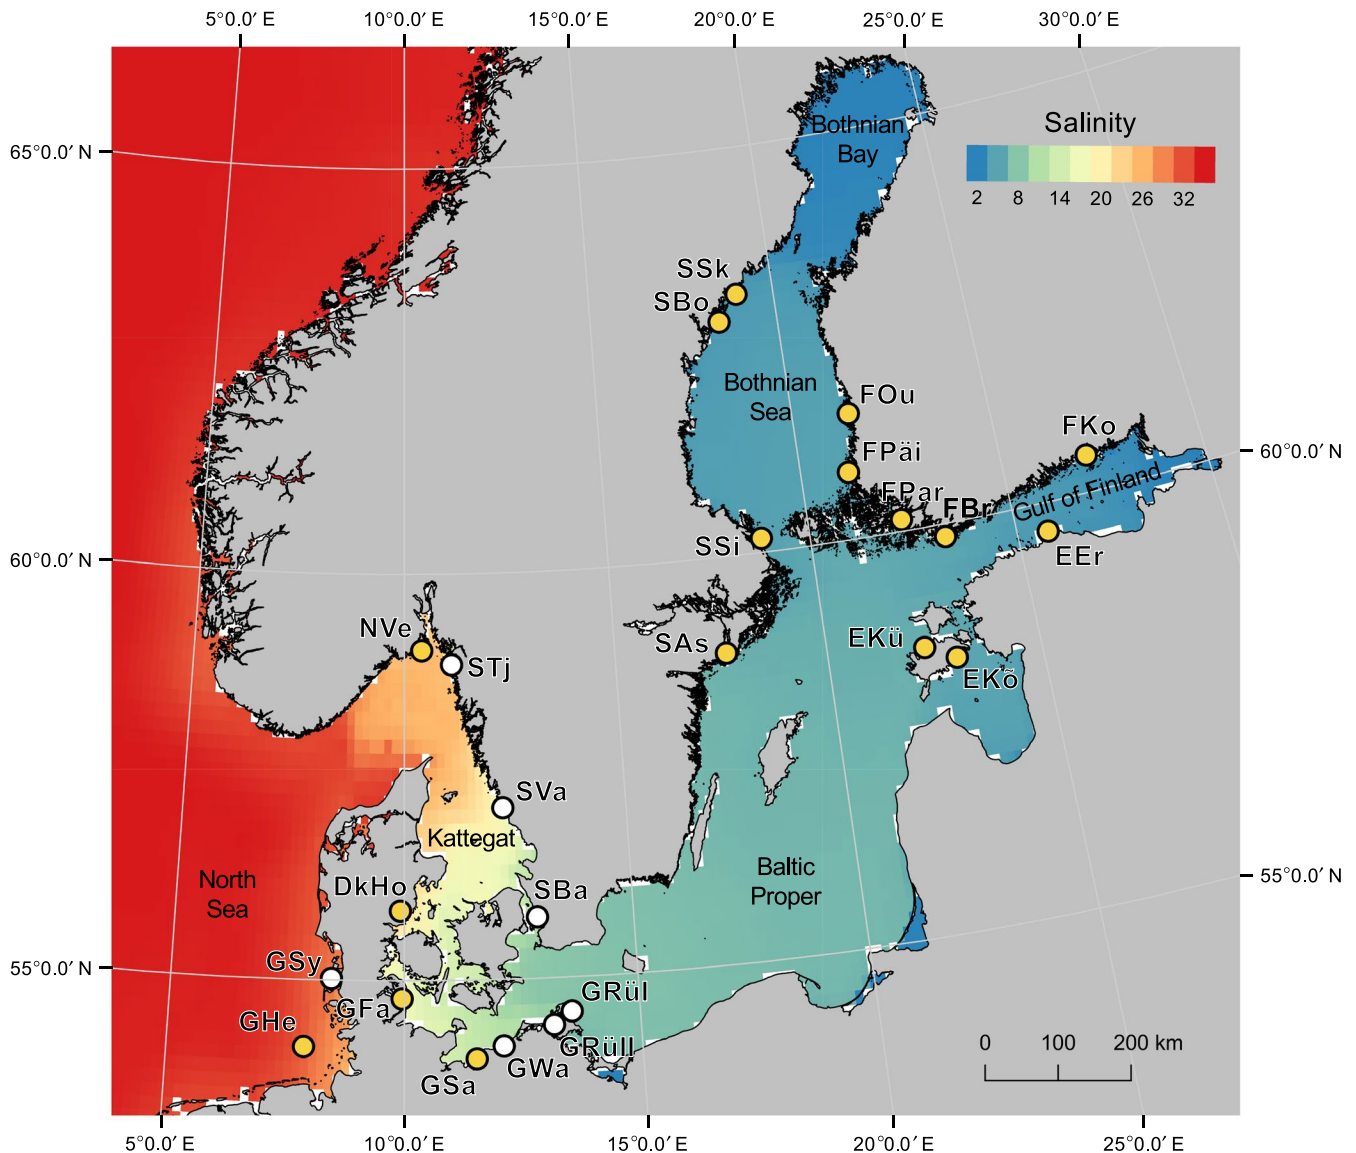 5°0.0′ E 10°0.0′ E 15°0.0′ E 20°0.0′ E 25°0.0′ E 30°0.0′ E
65°0.0′ N
60°0.0′ N
55°0.0′ N
60°0.0′ N
55°0.0′ N
Bothnian
Bay
Salinity
2 8 14 20 26 32
SSk
SBo
Bothnian
Sea
FOu
FPäi
FKo
FPar
FBr
Gulf of Finland
SSi
EEr
NVe
STj
SAs
EKü
EKõ
SVa
Kattegat
North
Sea
DkHo
SBa
Baltic
Proper
GSy
GFa
GRüI
GHe
GRüII
GWa
GSa
0 100 200 km
5°0.0′ E 10°0.0′ E 15°0.0′ E 20°0.0′ E 25°0.0′ E